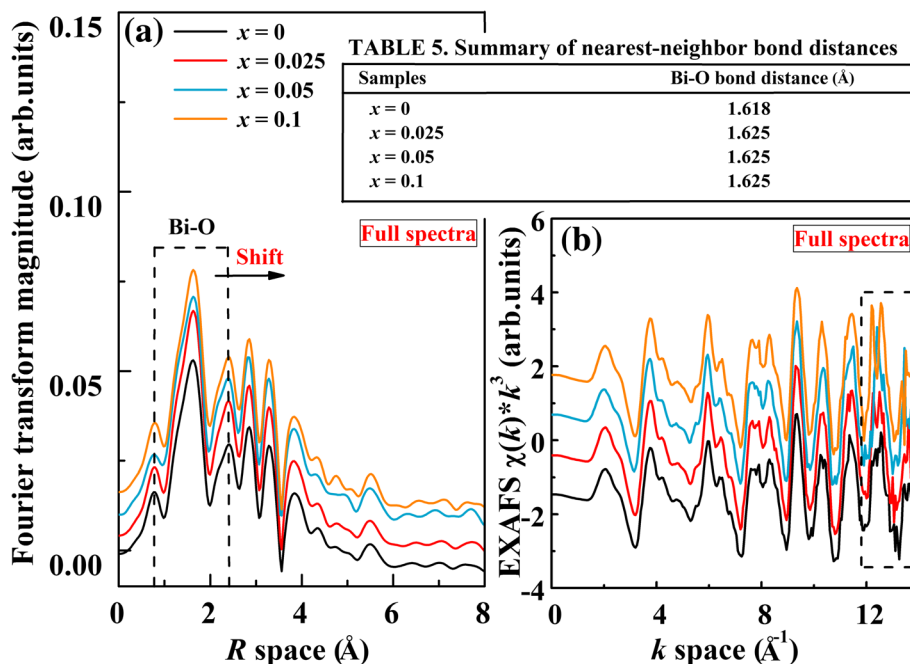 (a)
x = 0
x = 0.025
x = 0.05
x = 0.1
TABLE 5. Summary of nearest-neighbor bond distances
Samples Bi-O bond distance (Å)
x = 0 1.618
x = 0.025 1.625
x = 0.05 1.625
x = 0.1 1.625
Fourier transform magnitude (arb.units)
0.15
0.10
0.05
0.00
Bi-O
Shift
Full spectra
0 2 4 6 8
R space (Å)
(b)
Full spectra
EXAFS χ(k)*k³ (arb.units)
6
4
2
0
-2
-4
0 4 8 12
k space (Å⁻¹)